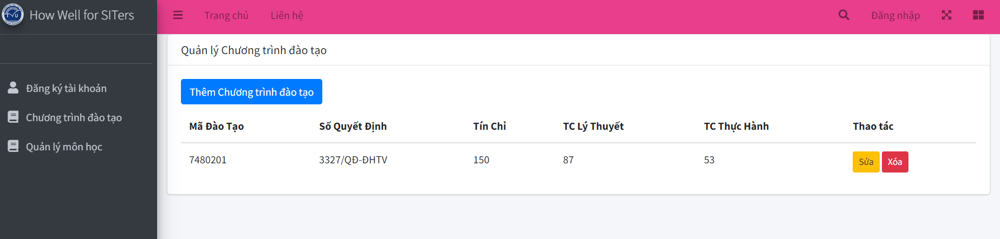 How Well for SITers
Trang chủ Liên hệ Đăng nhập
Đăng ký tài khoản
Chương trình đào tạo
Quản lý môn học
Quản lý Chương trình đào tạo
Thêm Chương trình đào tạo
Mã Đào Tạo Số Quyết Định Tín Chỉ TC Lý Thuyết TC Thực Hành Thao tác
7480201 3327/QĐ-ĐHTV 150 87 53 Sửa Xóa